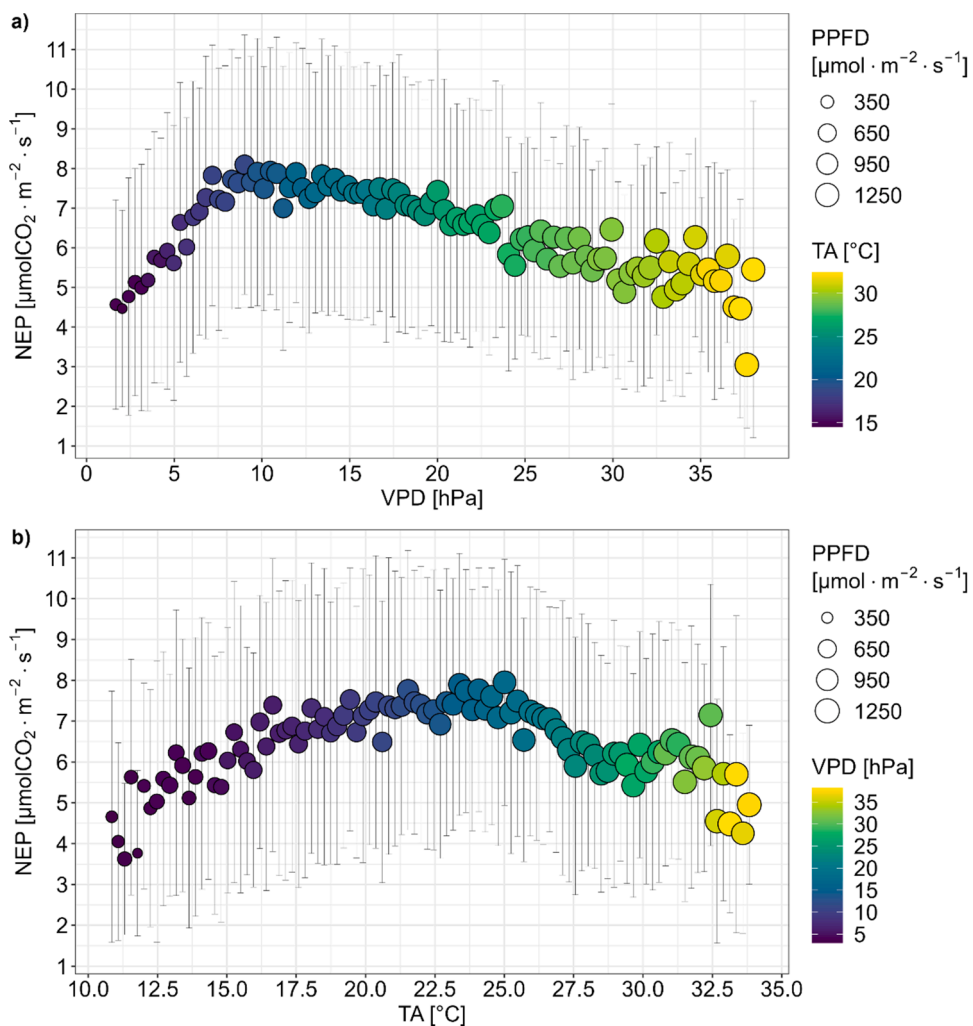 a)
11
10
9
8
7
6
5
4
3
2
1
NEP [µmolCO₂ · m⁻² · s⁻¹]
0 5 10 15 20 25 30 35
VPD [hPa]
PPFD
[µmol · m⁻² · s⁻¹]
350
650
950
1250
TA [°C]
30
25
20
15
b)
11
10
9
8
7
6
5
4
3
2
1
NEP [µmolCO₂ · m⁻² · s⁻¹]
10.0 12.5 15.0 17.5 20.0 22.5 25.0 27.5 30.0 32.5 35.0
TA [°C]
PPFD
[µmol · m⁻² · s⁻¹]
350
650
950
1250
VPD [hPa]
35
30
25
20
15
10
5